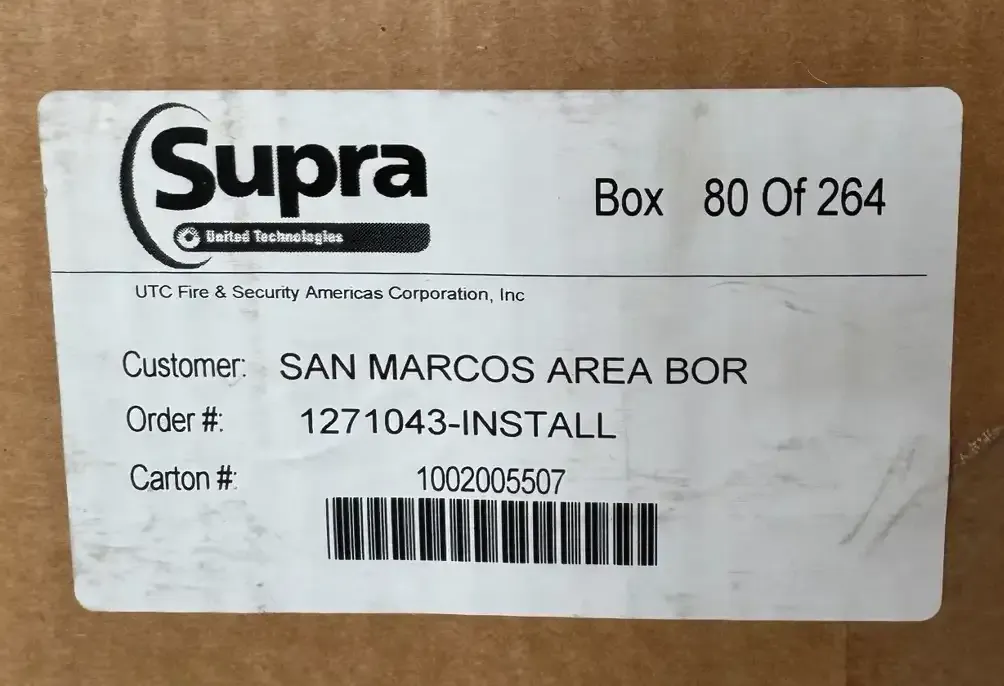 Supra
United Technologies
Box 80 Of 264
UTC Fire & Security Americas Corporation, Inc
Customer: SAN MARCOS AREA BOR
Order #: 1271043-INSTALL
Carton #: 1002005507